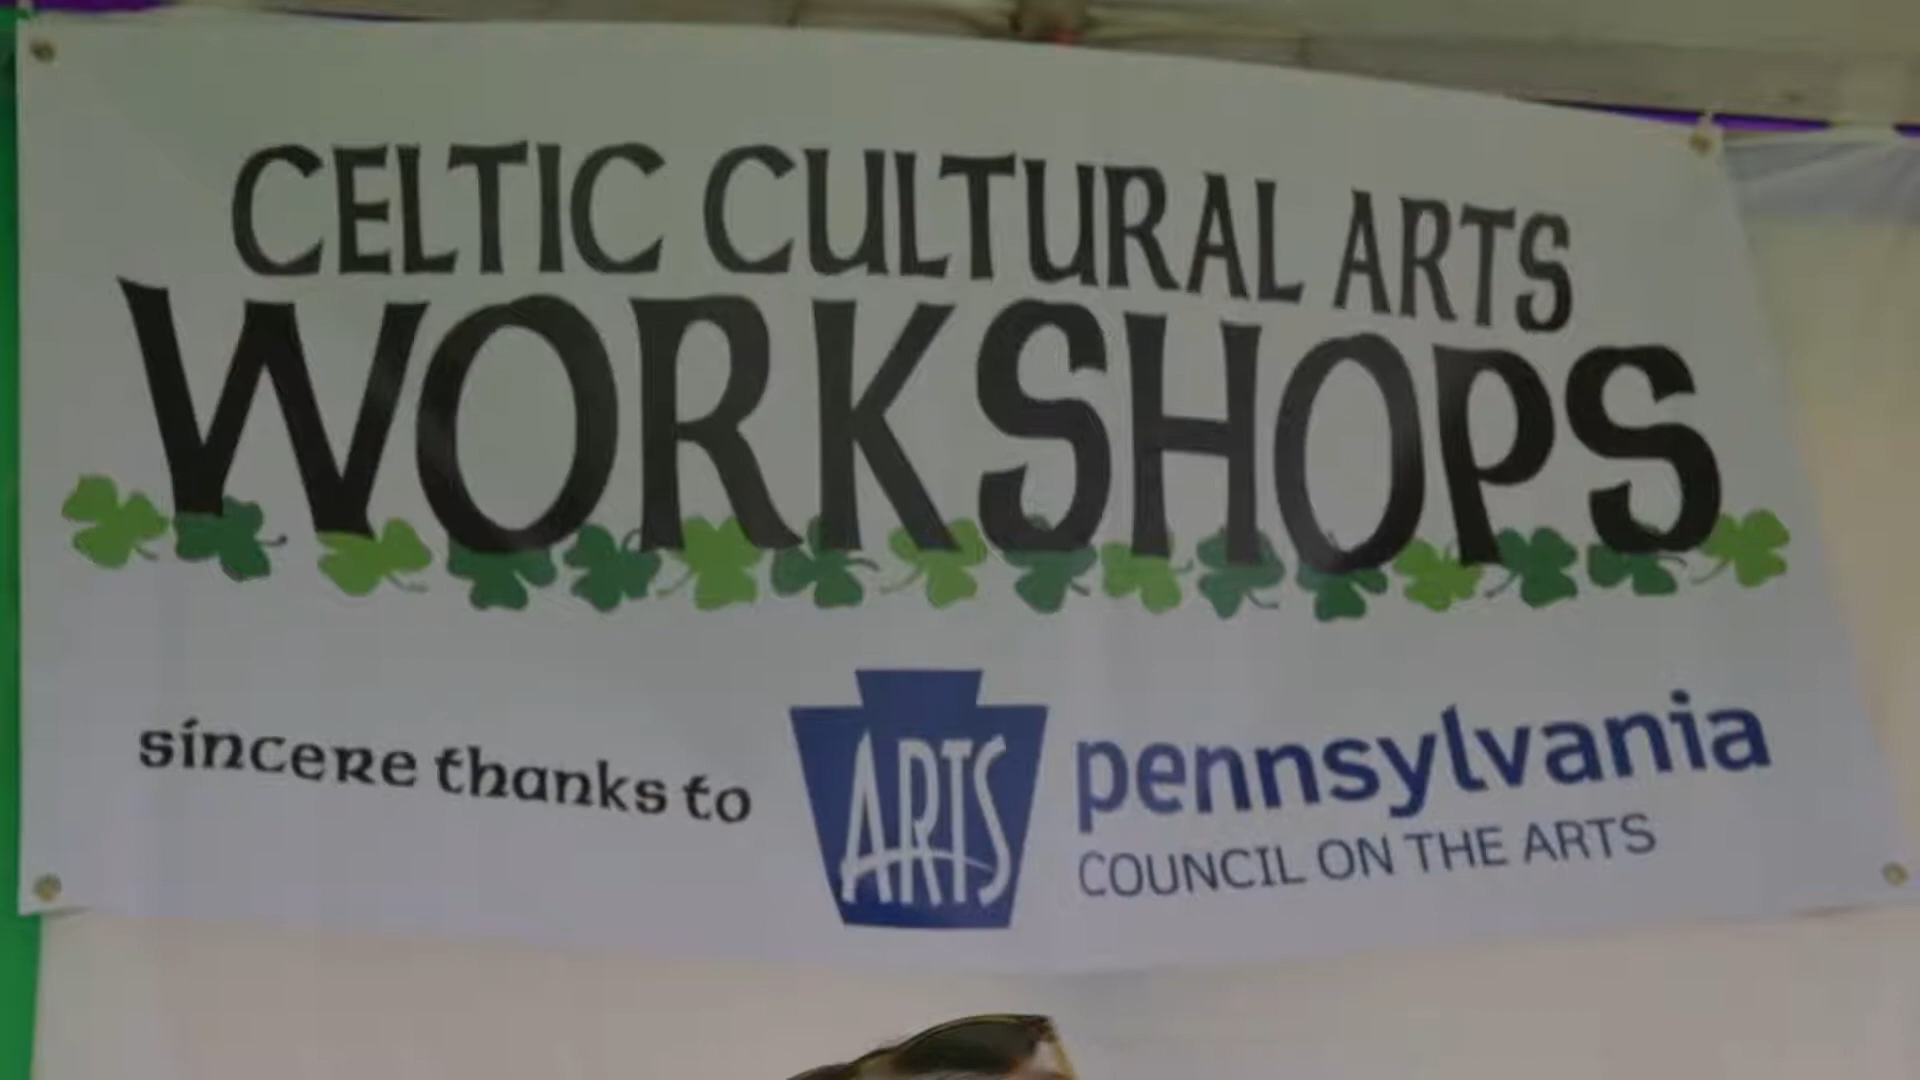 CELTIC CULTURAL ARTS
WORKSHOPS
sincere thanks to
ARTS
pennsylvania
COUNCIL ON THE ARTS